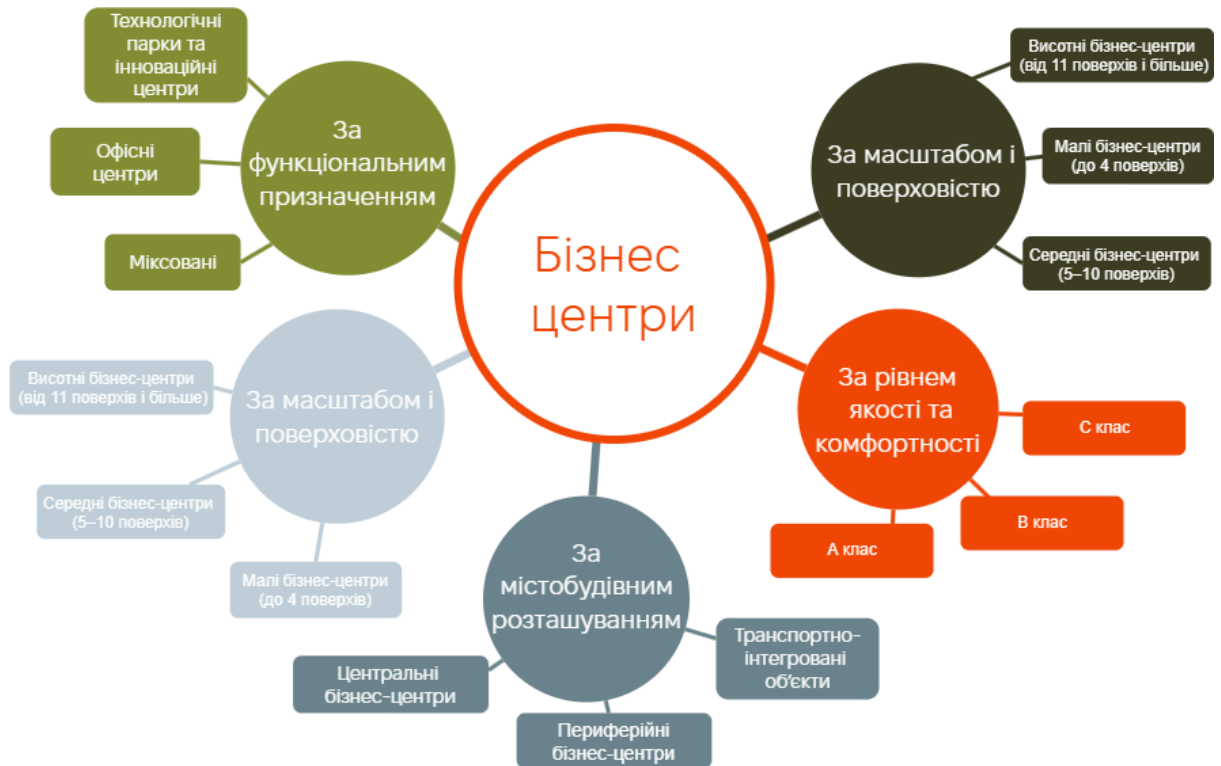 Бізнес
центри
За
функціональним
призначенням
Технологічні
парки та
інноваційні
центри
Офісні
центри
Міксовані
За масштабом і
поверховістю
Висотні бізнес-центри
(від 11 поверхів і більше)
Малі бізнес-центри
(до 4 поверхів)
Середні бізнес-центри
(5–10 поверхів)
За масштабом і
поверховістю
Висотні бізнес-центри
(від 11 поверхів і більше)
Середні бізнес-центри
(5–10 поверхів)
Малі бізнес-центри
(до 4 поверхів)
За рівнем
якості та
комфортності
С клас
В клас
А клас
За
містобудівним
розташуванням
Транспортно-
інтегровані
об'єкти
Центральні
бізнес-центри
Периферійні
бізнес-центри